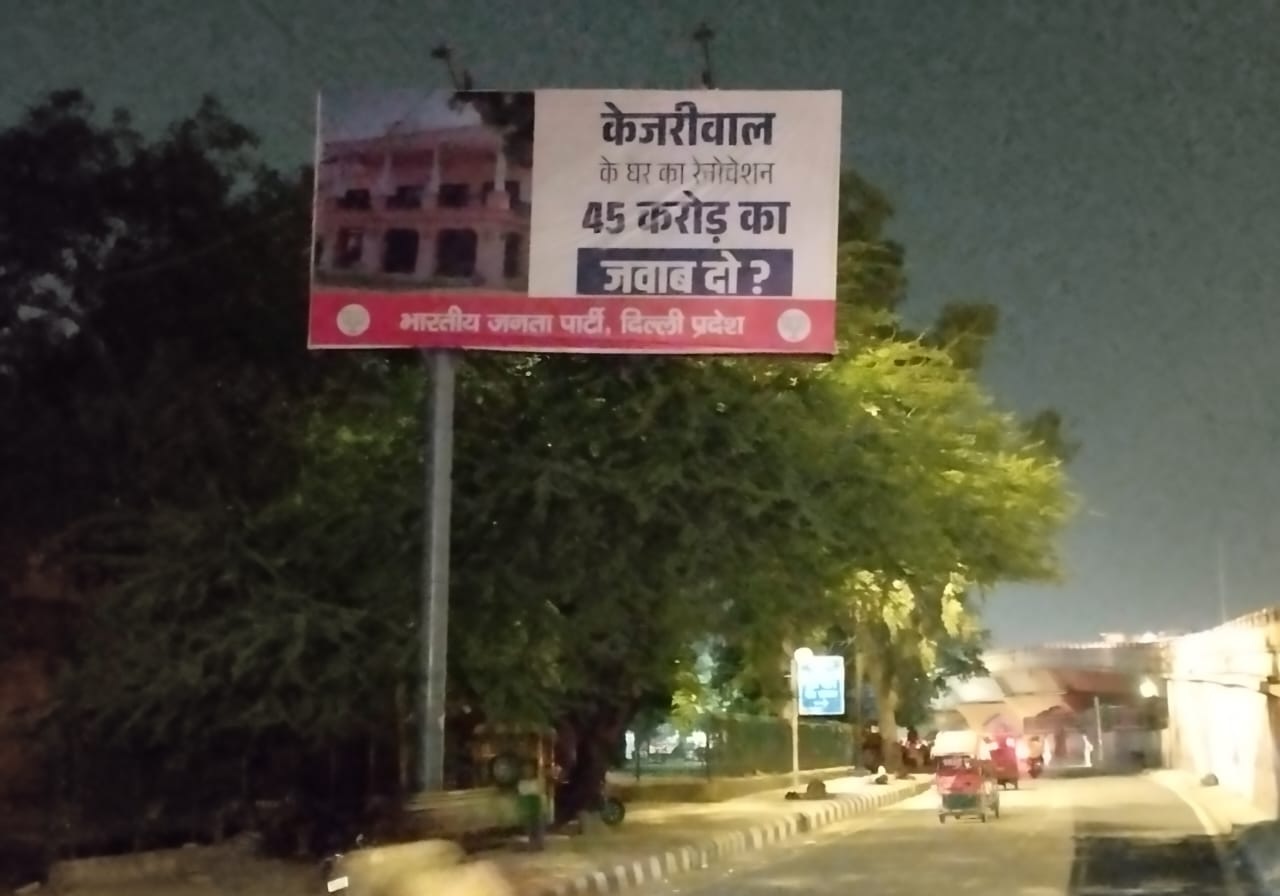 केजरीवाल
के घर का रेनोवेशन
45 करोड़ का
जवाब दो ?
भारतीय जनता पार्टी, दिल्ली प्रदेश